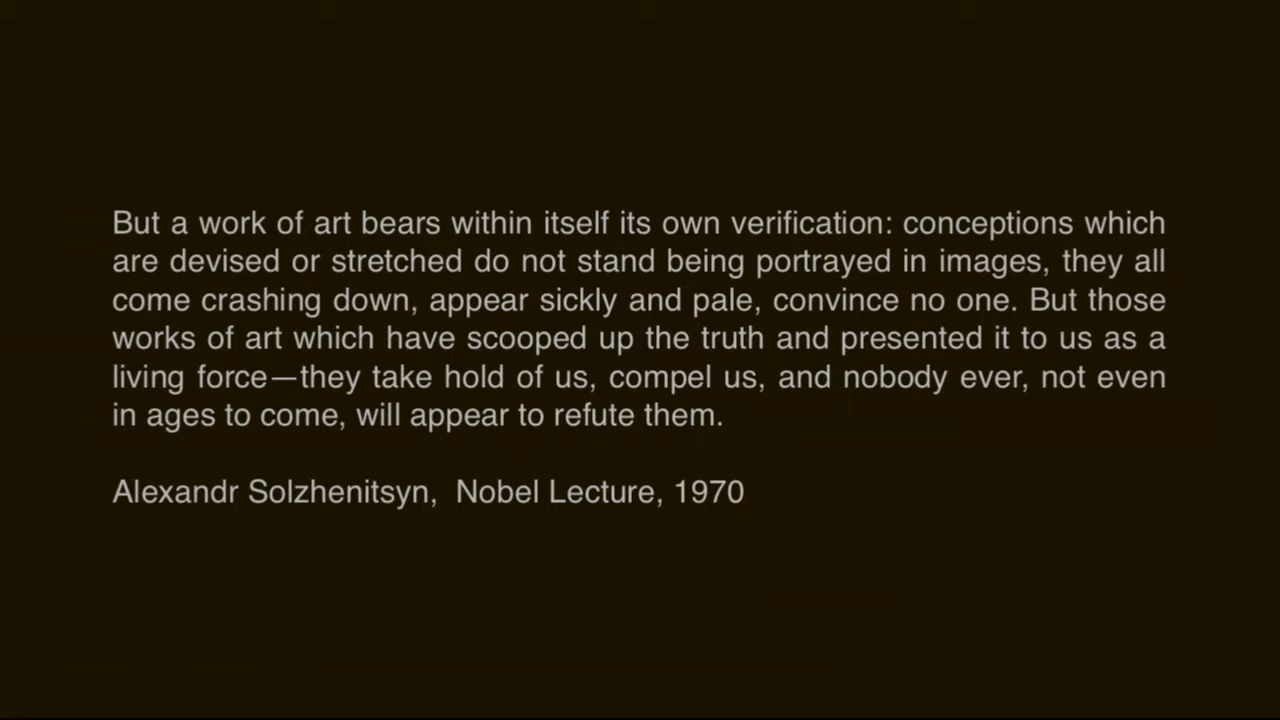 But a work of art bears within itself its own verification: conceptions which
are devised or stretched do not stand being portrayed in images, they all
come crashing down, appear sickly and pale, convince no one. But those
works of art which have scooped up the truth and presented it to us as a
living force—they take hold of us, compel us, and nobody ever, not even
in ages to come, will appear to refute them.
Alexandr Solzhenitsyn,  Nobel Lecture, 1970